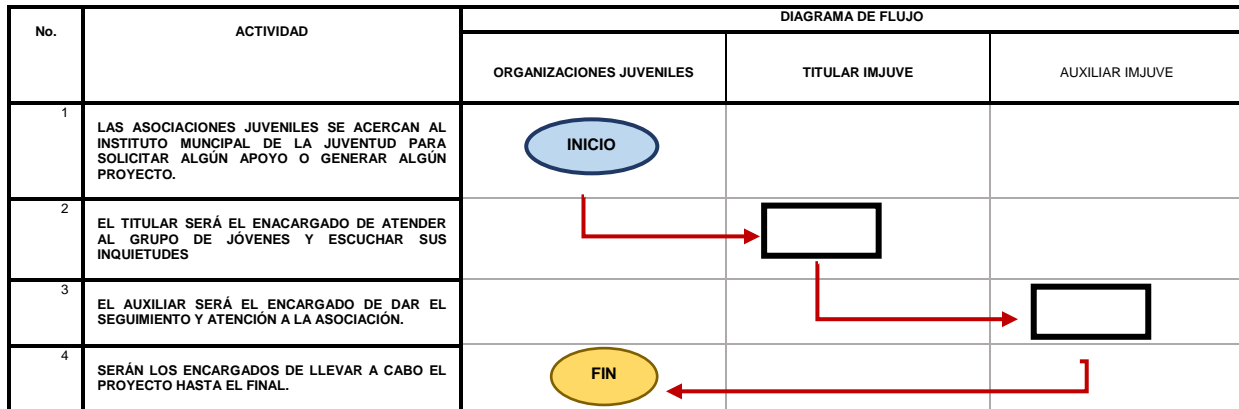 No.
ACTIVIDAD
DIAGRAMA DE FLUJO
ORGANIZACIONES JUVENILES
TITULAR IMJUVE
AUXILIAR IMJUVE
1
LAS ASOCIACIONES JUVENILES SE ACERCAN AL
INSTITUTO MUNCIPAL DE LA JUVENTUD PARA
SOLICITAR ALGÚN APOYO O GENERAR ALGÚN
PROYECTO.
INICIO
2
EL TITULAR SERÁ EL ENACARGADO DE ATENDER
AL GRUPO DE JÓVENES Y ESCUCHAR SUS
INQUIETUDES
3
EL AUXILIAR SERÁ EL ENCARGADO DE DAR EL
SEGUIMIENTO Y ATENCIÓN A LA ASOCIACIÓN.
4
SERÁN LOS ENCARGADOS DE LLEVAR A CABO EL
PROYECTO HASTA EL FINAL.
FIN